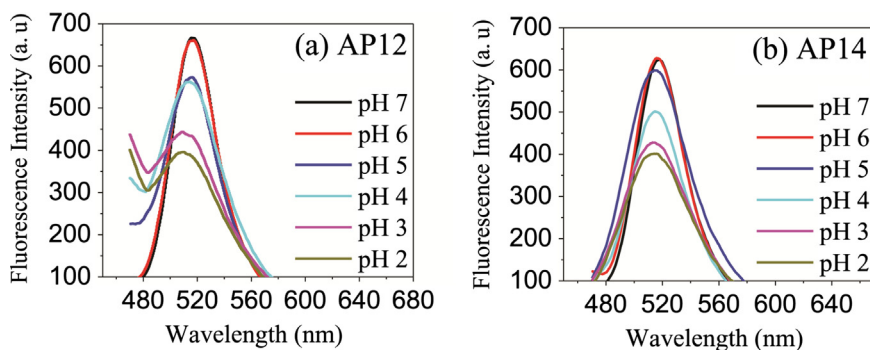 (a) AP12
Fluorescence Intensity (a. u)
700
600
500
400
300
200
100
pH 7
pH 6
pH 5
pH 4
pH 3
pH 2
480 520 560 600 640 680
Wavelength (nm)
(b) AP14
Fluorescence Intensity (a. u)
700
600
500
400
300
200
100
pH 7
pH 6
pH 5
pH 4
pH 3
pH 2
480 520 560 600 640
Wavelength (nm)